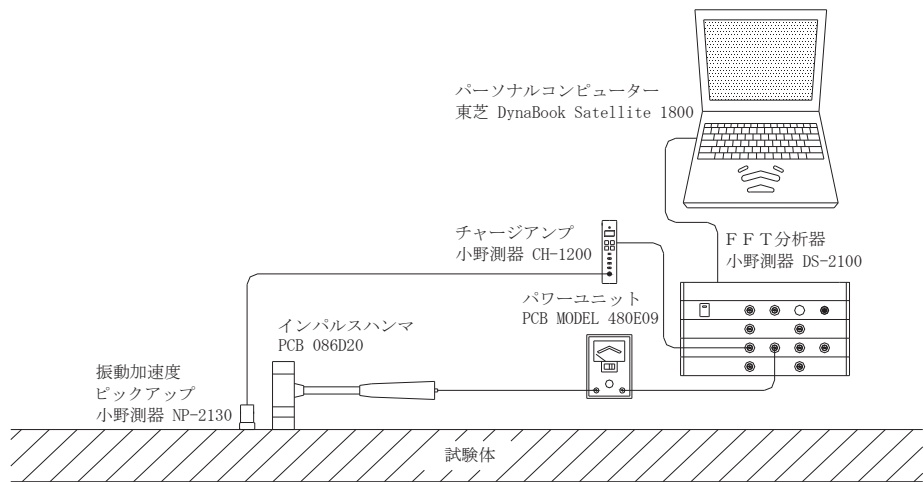 パーソナルコンピューター
東芝 DynaBook Satellite 1800
チャージアンプ
小野測器 CH-1200
ＦＦＴ分析器
小野測器 DS-2100
パワーユニット
PCB MODEL 480E09
インパルスハンマ
PCB 086D20
振動加速度
ピックアップ
小野測器 NP-2130
試験体